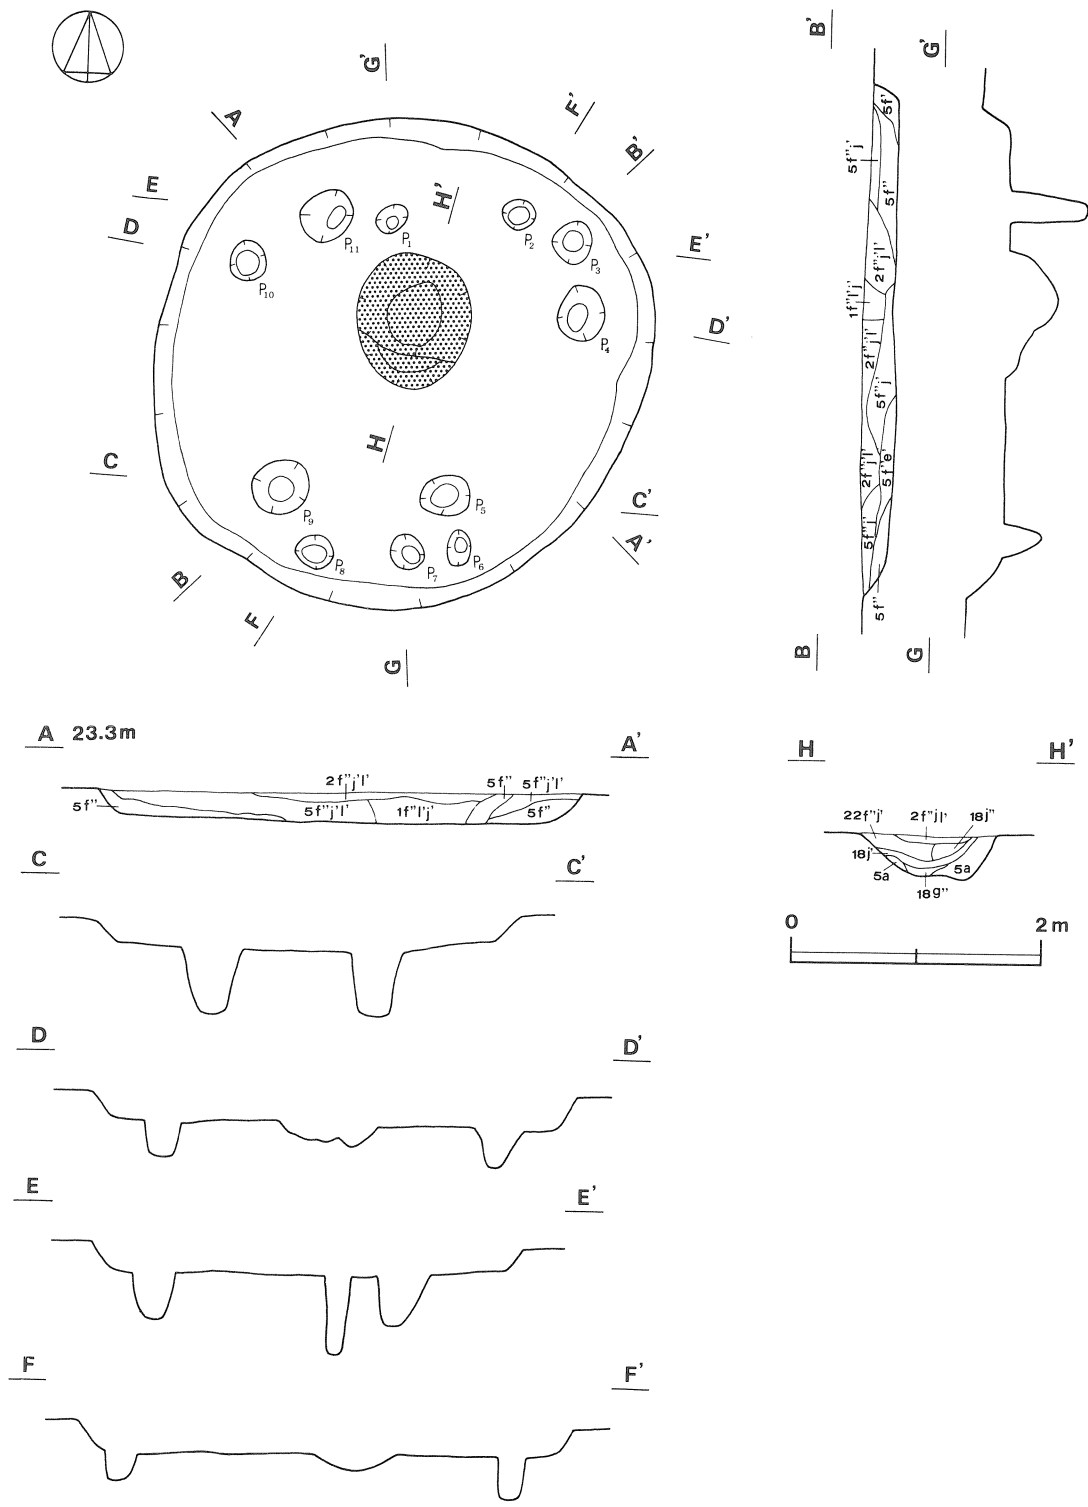 G'
F'
B'
A
E
D
H'
E'
D'
P11
P1
P2
P3
P10
P4
H
C
C'
A'
P9
P5
P8
P7
P6
B
F
G
B'
G'
5f'
5f''j'
5f''
2f''j'l'
1f''l'j'
2f''j'l'
5f''j'
2f''j'l'
5f''e'
5f''j'
5f''
B
G
A 23.3m
A'
2f''j'l'
5f''
5f''j'l'
5f''
5f''j'l'
1f''l'j'
5f''
C
C'
D
D'
E
E'
F
F'
H
H'
22f''j'
2f''jl'
18j''
18j'
5a
5a
18g''
0
2m